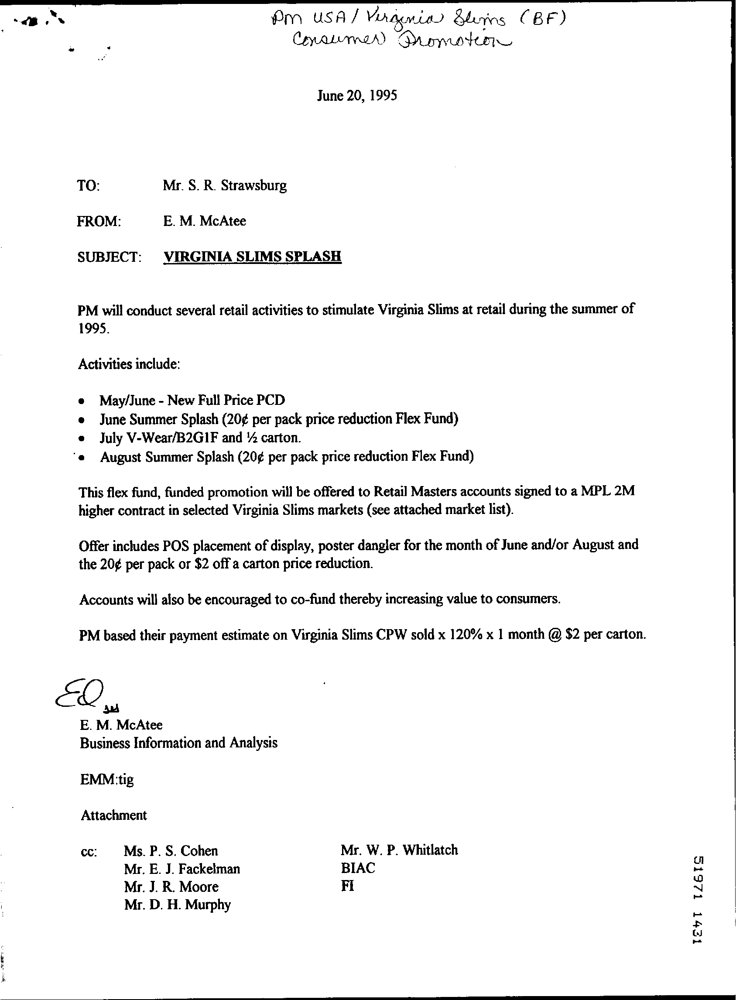 PM USA / Virginia Slims (BF)
Consumer Promotion
June 20, 1995
TO: Mr. S. R. Strawsburg
FROM: E. M. McAtee
SUBJECT: VIRGINIA SLIMS SPLASH
PM will conduct several retail activities to stimulate Virginia Slims at retail during the summer of
1995.
Activities include:
• May/June - New Full Price PCD
• June Summer Splash (20¢ per pack price reduction Flex Fund)
• July V-Wear/B2G1F and ½ carton.
• August Summer Splash (20¢ per pack price reduction Flex Fund)
This flex fund, funded promotion will be offered to Retail Masters accounts signed to a MPL 2M
higher contract in selected Virginia Slims markets (see attached market list).
Offer includes POS placement of display, poster dangler for the month of June and/or August and
the 20¢ per pack or $2 off a carton price reduction.
Accounts will also be encouraged to co-fund thereby increasing value to consumers.
PM based their payment estimate on Virginia Slims CPW sold x 120% x 1 month @ $2 per carton.
Ed
E. M. McAtee
Business Information and Analysis
EMM:tig
Attachment
cc: Ms. P. S. Cohen Mr. W. P. Whitlatch
Mr. E. J. Fackelman BIAC
Mr. J. R. Moore FI
Mr. D. H. Murphy
51971 1431